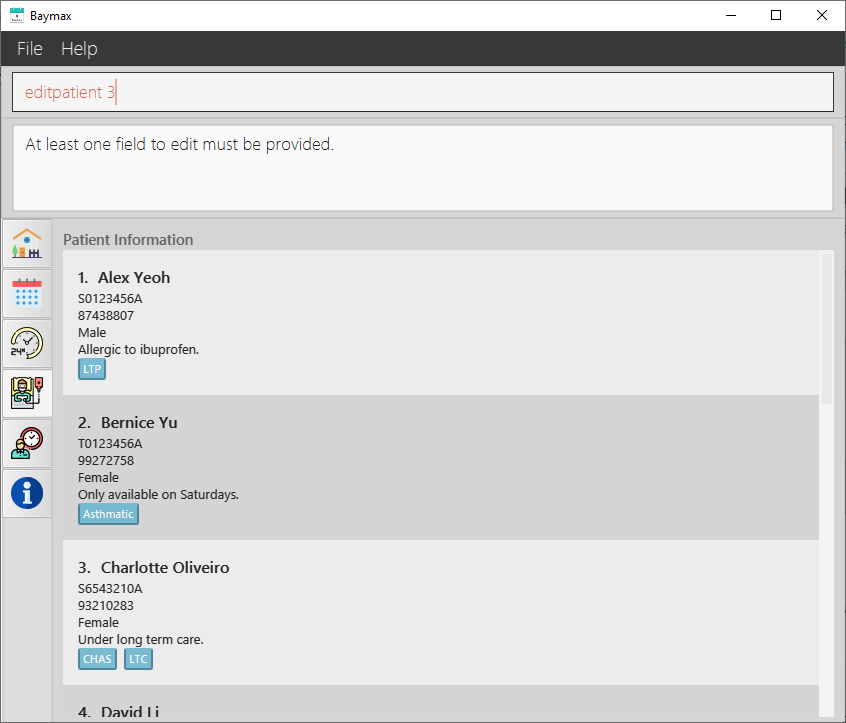 Baymax
File Help
editpatient 3
At least one field to edit must be provided.
Patient Information
1. Alex Yeoh
S0123456A
87438807
Male
Allergic to ibuprofen.
LTP
2. Bernice Yu
T0123456A
99272758
Female
Only available on Saturdays.
Asthmatic
3. Charlotte Oliveiro
S6543210A
93210283
Female
Under long term care.
CHAS LTC
4. David Li
24H